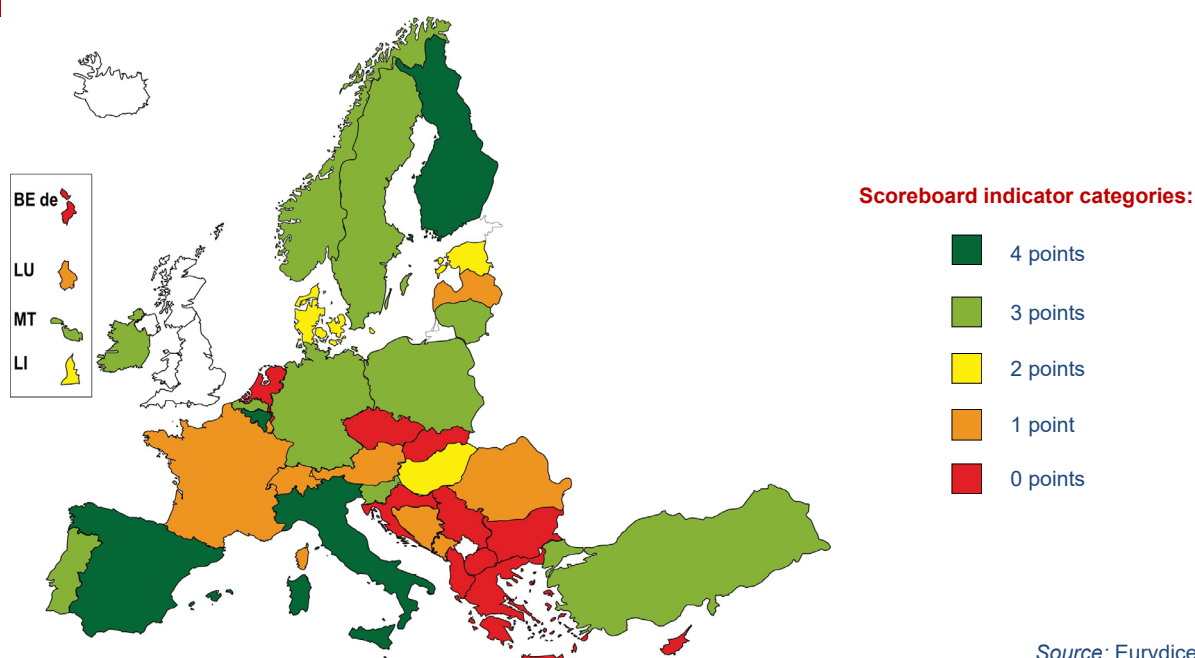 BE de
LU
MT
LI
Scoreboard indicator categories:
4 points
3 points
2 points
1 point
0 points
Source: Eurydice